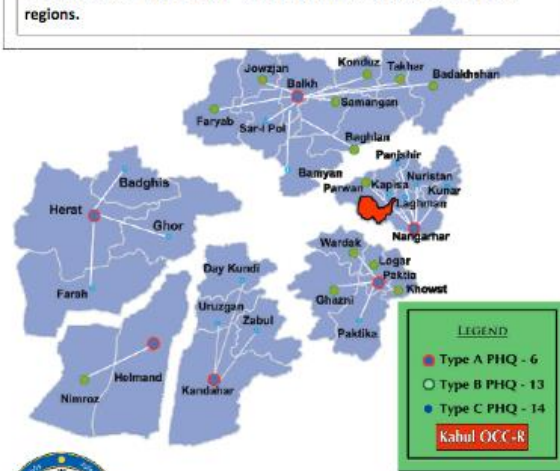 regions.
Konduz
Takhar
Jowzjan
Balkh
Badakhshan
Samangan
Faryab
Sar-i Pol
Baghlan
Panjshir
Badghis
Bamyan
Nuristan
Parwan
Kapisa
Kunar
Laghman
Herat
Ghor
Nangarhar
Wardak
Logar
Day Kundi
Paktia
Khowst
Farah
Uruzgan
Ghazni
Zabul
Paktika
Helmand
Kandahar
Nimroz
LEGEND
Type A PHQ - 6
Type B PHQ - 13
Type C PHQ - 14
Kabul OCC-R